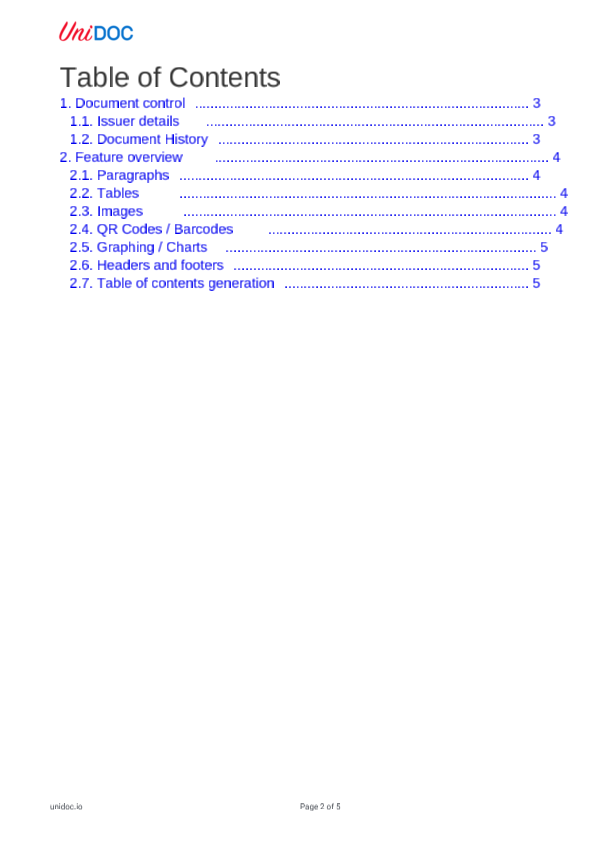 UniDOC
Table of Contents
1. Document control ........................................................................................ 3
1.1. Issuer details ........................................................................................ 3
1.2. Document History ................................................................................. 3
2. Feature overview ....................................................................................... 4
2.1. Paragraphs ........................................................................................... 4
2.2. Tables .................................................................................................. 4
2.3. Images ................................................................................................. 4
2.4. QR Codes / Barcodes .......................................................................... 4
2.5. Graphing / Charts ................................................................................. 5
2.6. Headers and footers ............................................................................. 5
2.7. Table of contents generation ................................................................ 5
unidoc.io
Page 2 of 5